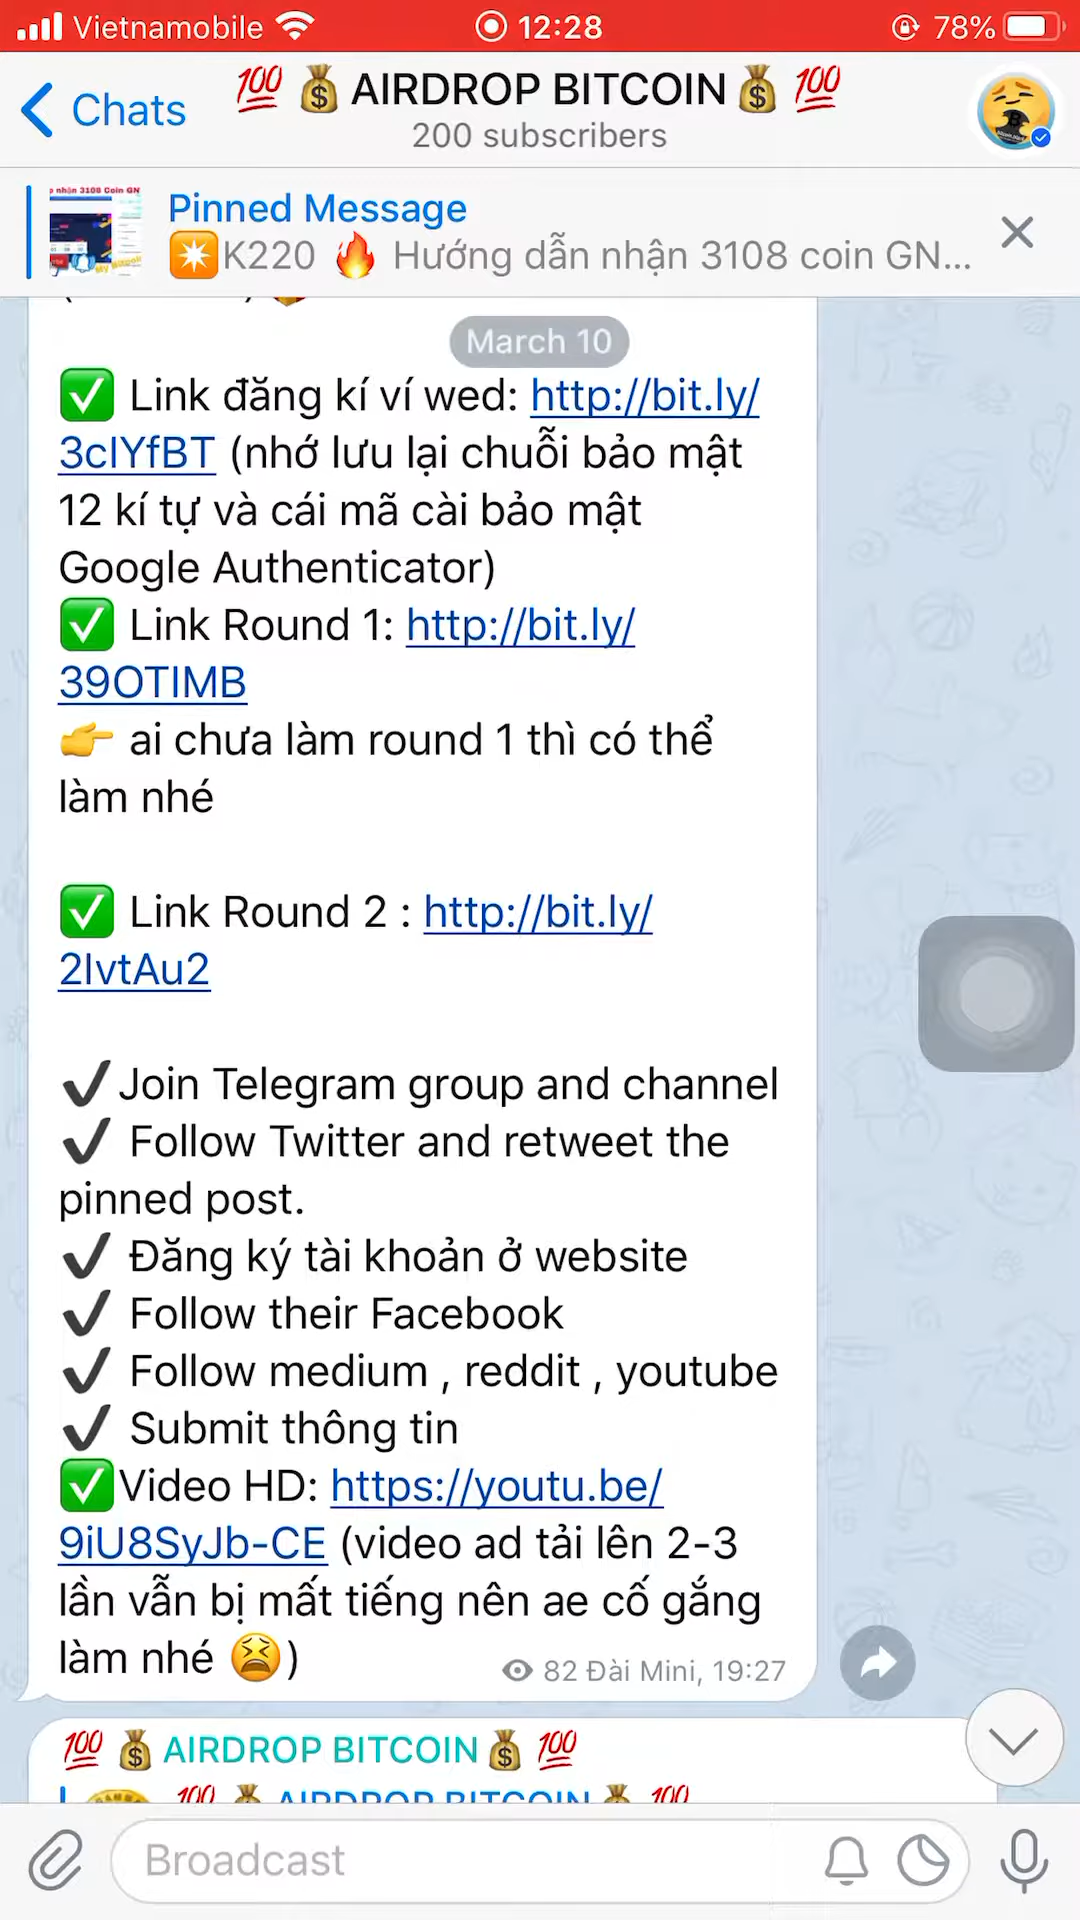 Vietnamobile 12:28 78%
Chats
💯 💰 AIRDROP BITCOIN 💰 💯
200 subscribers
p nhận 3108 Coin GN
Pinned Message
✴️K220 🔥 Hướng dẫn nhận 3108 coin GN...
March 10
✅ Link đăng kí ví wed: http://bit.ly/
3clYfBT (nhớ lưu lại chuỗi bảo mật
12 kí tự và cái mã cài bảo mật
Google Authenticator)
✅ Link Round 1: http://bit.ly/
39OTIMB
👉 ai chưa làm round 1 thì có thể
làm nhé
✅ Link Round 2 : http://bit.ly/
2IvtAu2
✔️Join Telegram group and channel
✔️ Follow Twitter and retweet the
pinned post.
✔️ Đăng ký tài khoản ở website
✔️ Follow their Facebook
✔️ Follow medium , reddit , youtube
✔️ Submit thông tin
✅Video HD: https://youtu.be/
9iU8SyJb-CE (video ad tải lên 2-3
lần vẫn bị mất tiếng nên ae cố gắng
làm nhé 😫)
82 Đài Mini, 19:27
💯 💰 AIRDROP BITCOIN 💰 💯
💯 💰 AIRDROP BITCOIN 💰 💯
Broadcast